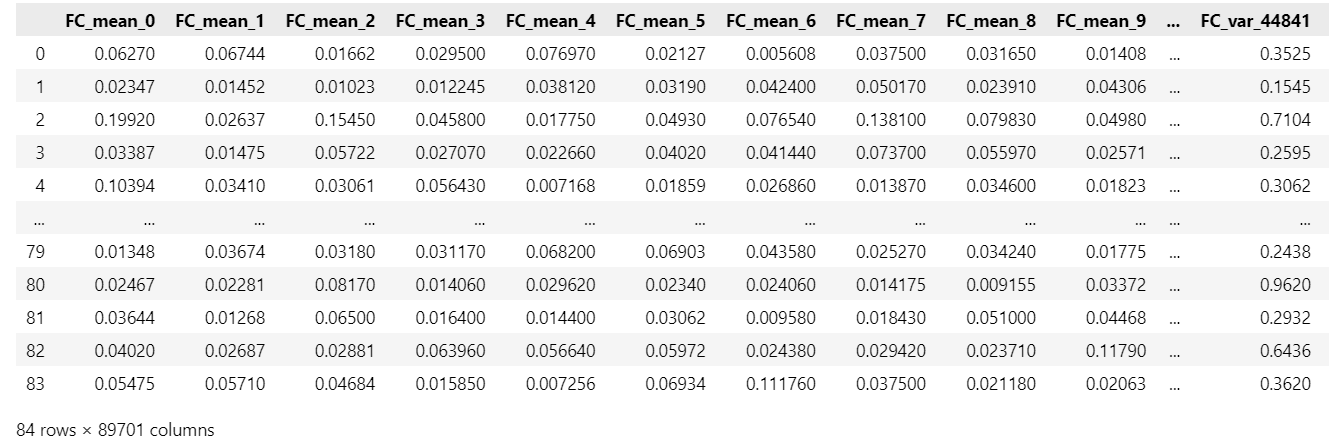 FC_mean_0 FC_mean_1 FC_mean_2 FC_mean_3 FC_mean_4 FC_mean_5 FC_mean_6 FC_mean_7 FC_mean_8 FC_mean_9 ... FC_var_44841
0 0.06270 0.06744 0.01662 0.029500 0.076970 0.02127 0.005608 0.037500 0.031650 0.01408 ... 0.3525
1 0.02347 0.01452 0.01023 0.012245 0.038120 0.03190 0.042400 0.050170 0.023910 0.04306 ... 0.1545
2 0.19920 0.02637 0.15450 0.045800 0.017750 0.04930 0.076540 0.138100 0.079830 0.04980 ... 0.7104
3 0.03387 0.01475 0.05722 0.027070 0.022660 0.04020 0.041440 0.073700 0.055970 0.02571 ... 0.2595
4 0.10394 0.03410 0.03061 0.056430 0.007168 0.01859 0.026860 0.013870 0.034600 0.01823 ... 0.3062
... ... ... ... ... ... ... ... ... ... ... ... ...
79 0.01348 0.03674 0.03180 0.031170 0.068200 0.06903 0.043580 0.025270 0.034240 0.01775 ... 0.2438
80 0.02467 0.02281 0.08170 0.014060 0.029620 0.02340 0.024060 0.014175 0.009155 0.03372 ... 0.9620
81 0.03644 0.01268 0.06500 0.016400 0.014400 0.03062 0.009580 0.018430 0.051000 0.04468 ... 0.2932
82 0.04020 0.02687 0.02881 0.063960 0.056640 0.05972 0.024380 0.029420 0.023710 0.11790 ... 0.6436
83 0.05475 0.05710 0.04684 0.015850 0.007256 0.06934 0.111760 0.037500 0.021180 0.02063 ... 0.3620
84 rows × 89701 columns